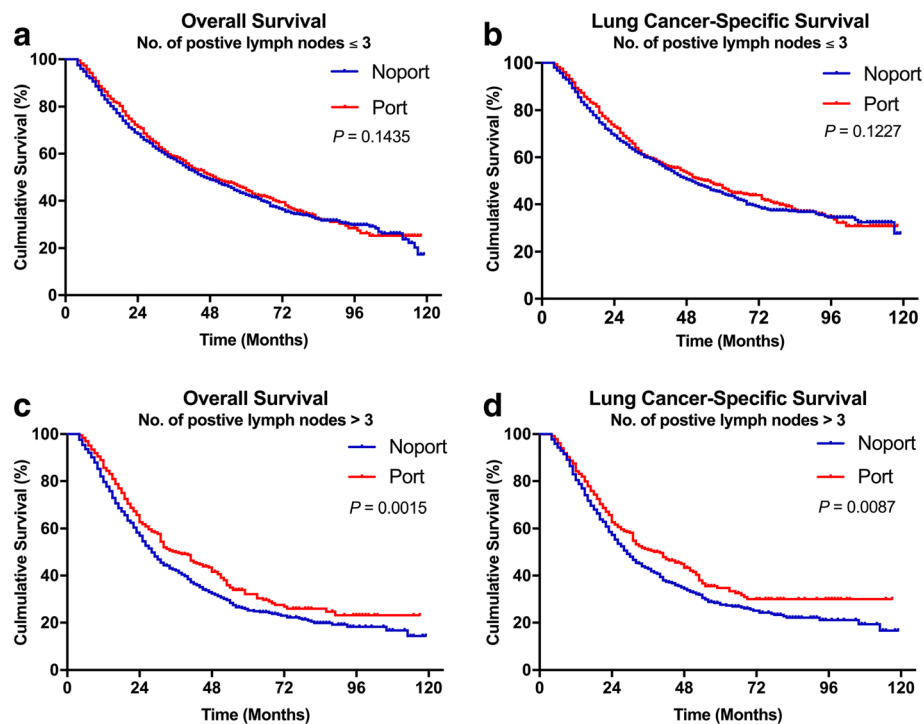 a
Overall Survival
No. of postive lymph nodes ≤ 3
Culmulative Survival (%)
100
80
60
40
20
0
Noport
Port
P = 0.1435
0 24 48 72 96 120
Time (Months)
b
Lung Cancer-Specific Survival
No. of postive lymph nodes ≤ 3
Culmulative Survival (%)
100
80
60
40
20
0
Noport
Port
P = 0.1227
0 24 48 72 96 120
Time (Months)
c
Overall Survival
No. of postive lymph nodes > 3
Culmulative Survival (%)
100
80
60
40
20
0
Noport
Port
P = 0.0015
0 24 48 72 96 120
Time (Months)
d
Lung Cancer-Specific Survival
No. of postive lymph nodes > 3
Culmulative Survival (%)
100
80
60
40
20
0
Noport
Port
P = 0.0087
0 24 48 72 96 120
Time (Months)